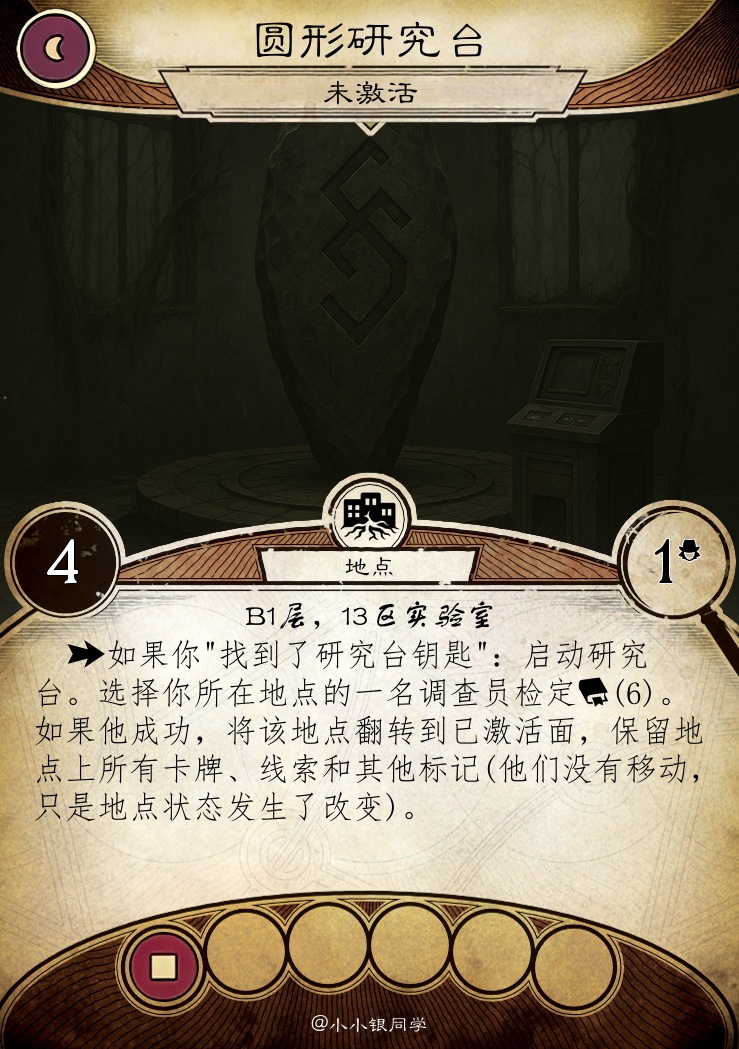 圆形研究台
未激活
4
1
地点
B1层，13区实验室
如果你"找到了研究台钥匙"：启动研究
台。选择你所在地点的一名调查员检定(6)。
如果他成功，将该地点翻转到已激活面，保留地
点上所有卡牌、线索和其他标记(他们没有移动，
只是地点状态发生了改变)。
@小小银同学